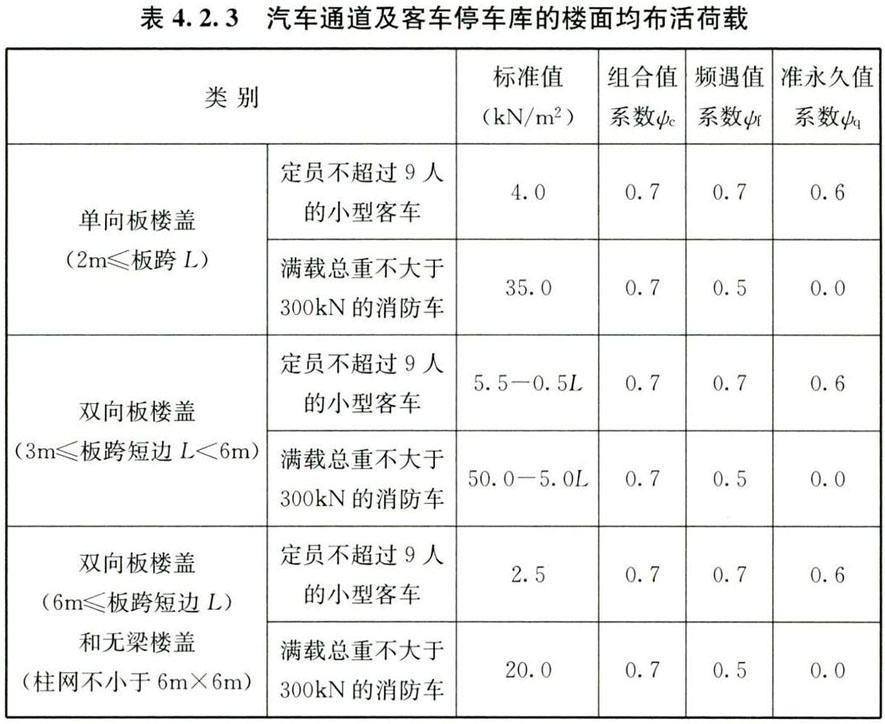 表 4.2.3 汽车通道及客车停车库的楼面均布活荷载
类 别
标准值
(kN/m²)
组合值
系数ψc
频遇值
系数ψf
准永久值
系数ψq
单向板楼盖
(2m≤板跨 L)
定员不超过 9 人
的小型客车
4.0
0.7
0.7
0.6
满载总重不大于
300kN 的消防车
35.0
0.7
0.5
0.0
双向板楼盖
(3m≤板跨短边 L<6m)
定员不超过 9 人
的小型客车
5.5−0.5L
0.7
0.7
0.6
满载总重不大于
300kN 的消防车
50.0−5.0L
0.7
0.5
0.0
双向板楼盖
(6m≤板跨短边 L)
和无梁楼盖
(柱网不小于 6m×6m)
定员不超过 9 人
的小型客车
2.5
0.7
0.7
0.6
满载总重不大于
300kN 的消防车
20.0
0.7
0.5
0.0